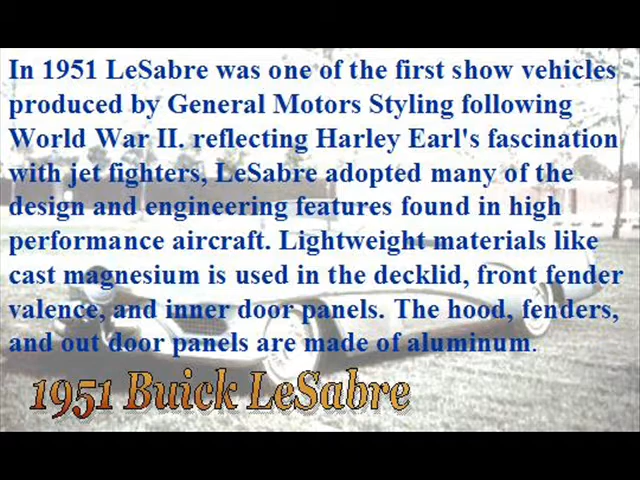 In 1951 LeSabre was one of the first show vehicles
produced by General Motors Styling following
World War II. reflecting Harley Earl's fascination
with jet fighters, LeSabre adopted many of the
design and engineering features found in high
performance aircraft. Lightweight materials like
cast magnesium is used in the decklid, front fender
valence, and inner door panels. The hood, fenders,
and out door panels are made of aluminum.
1951 Buick LeSabre